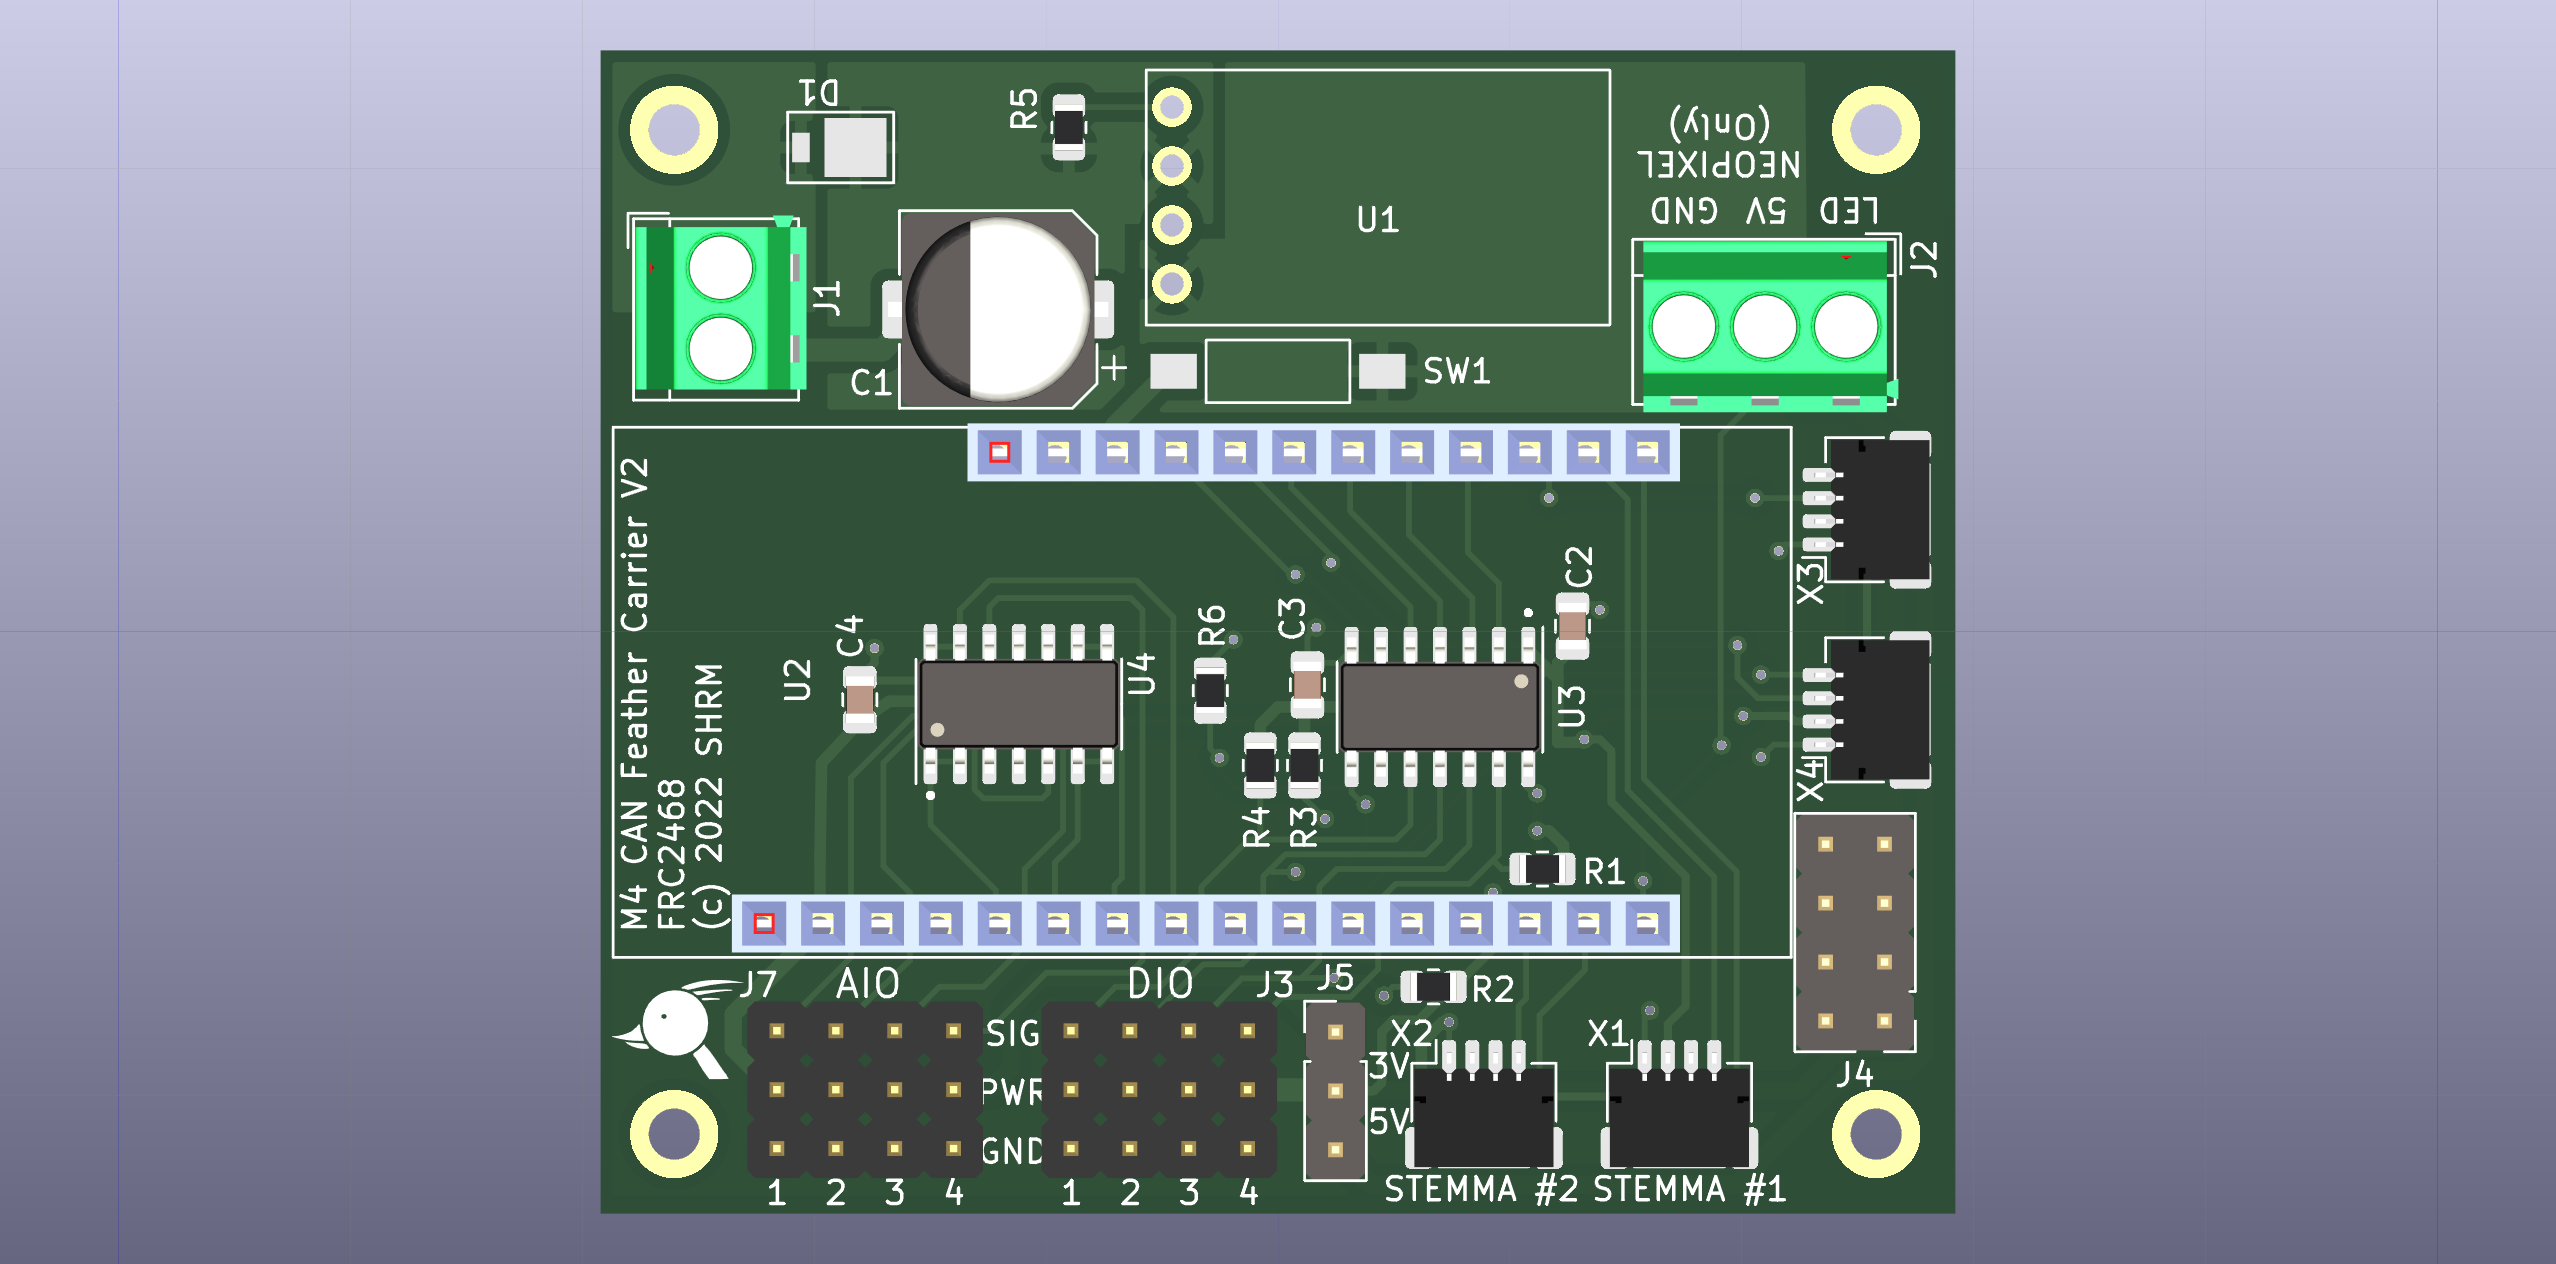 D1
R5
(Only)
NEOPIXEL
GND 5V LED
U1
J1
J2
C1
+
SW1
M4 CAN Feather Carrier V2
FRC2468
(c) 2022 SHRM
U2
C4
U4
R6
C3
C2
U3
X3
X4
R4
R3
R1
J7
AIO
DIO
J3
J5
R2
SIG
PWR
GND
X2
X1
3V
5V
J4
1 2 3 4
1 2 3 4
STEMMA #2
STEMMA #1